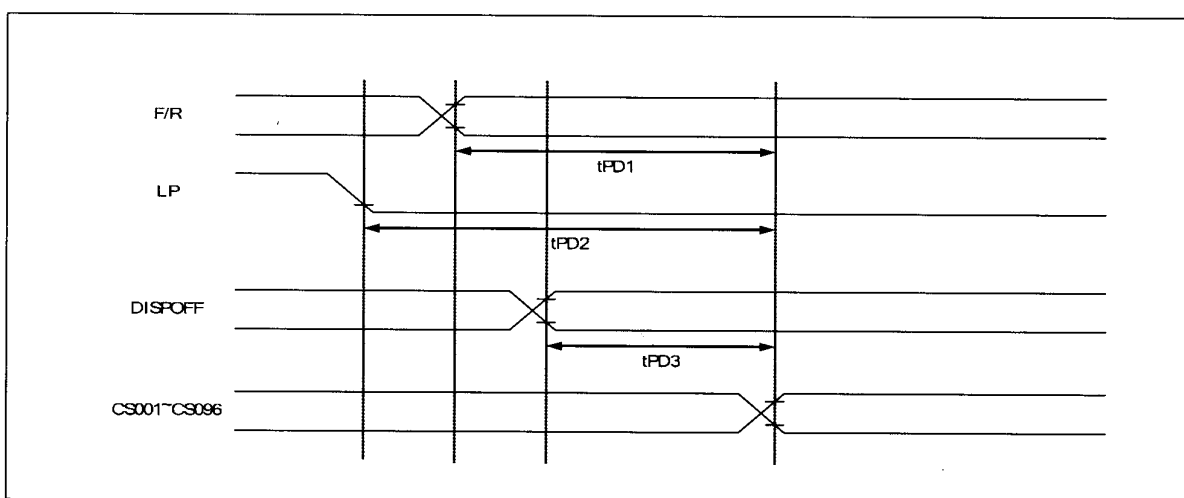 F/R
tPD1
LP
tPD2
DISPOFF
tPD3
CS001~CS096